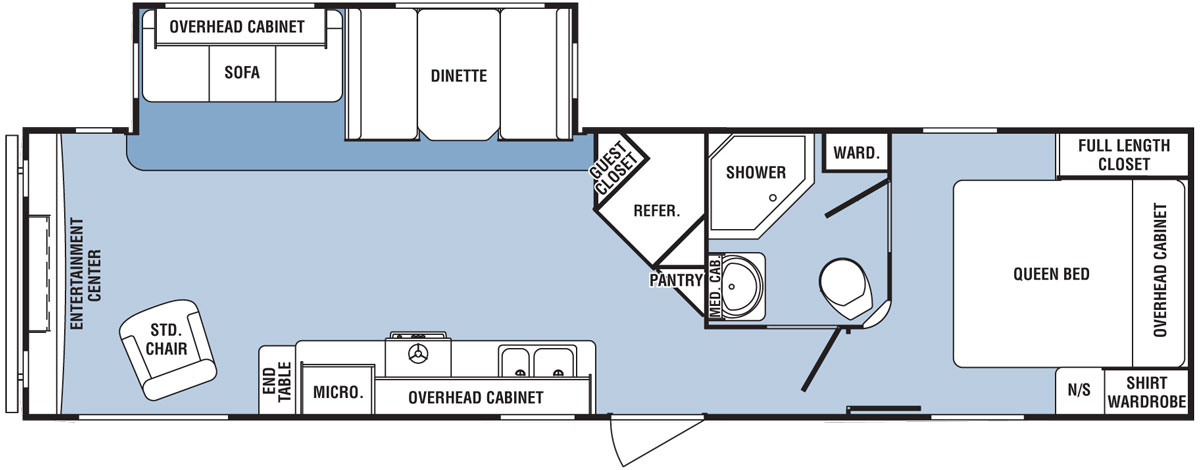 OVERHEAD CABINET
SOFA
DINETTE
GUEST
CLOSET
REFER.
PANTRY
SHOWER
WARD.
MED. CAB.
FULL LENGTH
CLOSET
QUEEN BED
OVERHEAD CABINET
N/S
SHIRT
WARDROBE
ENTERTAINMENT
CENTER
STD.
CHAIR
END
TABLE
MICRO.
OVERHEAD CABINET